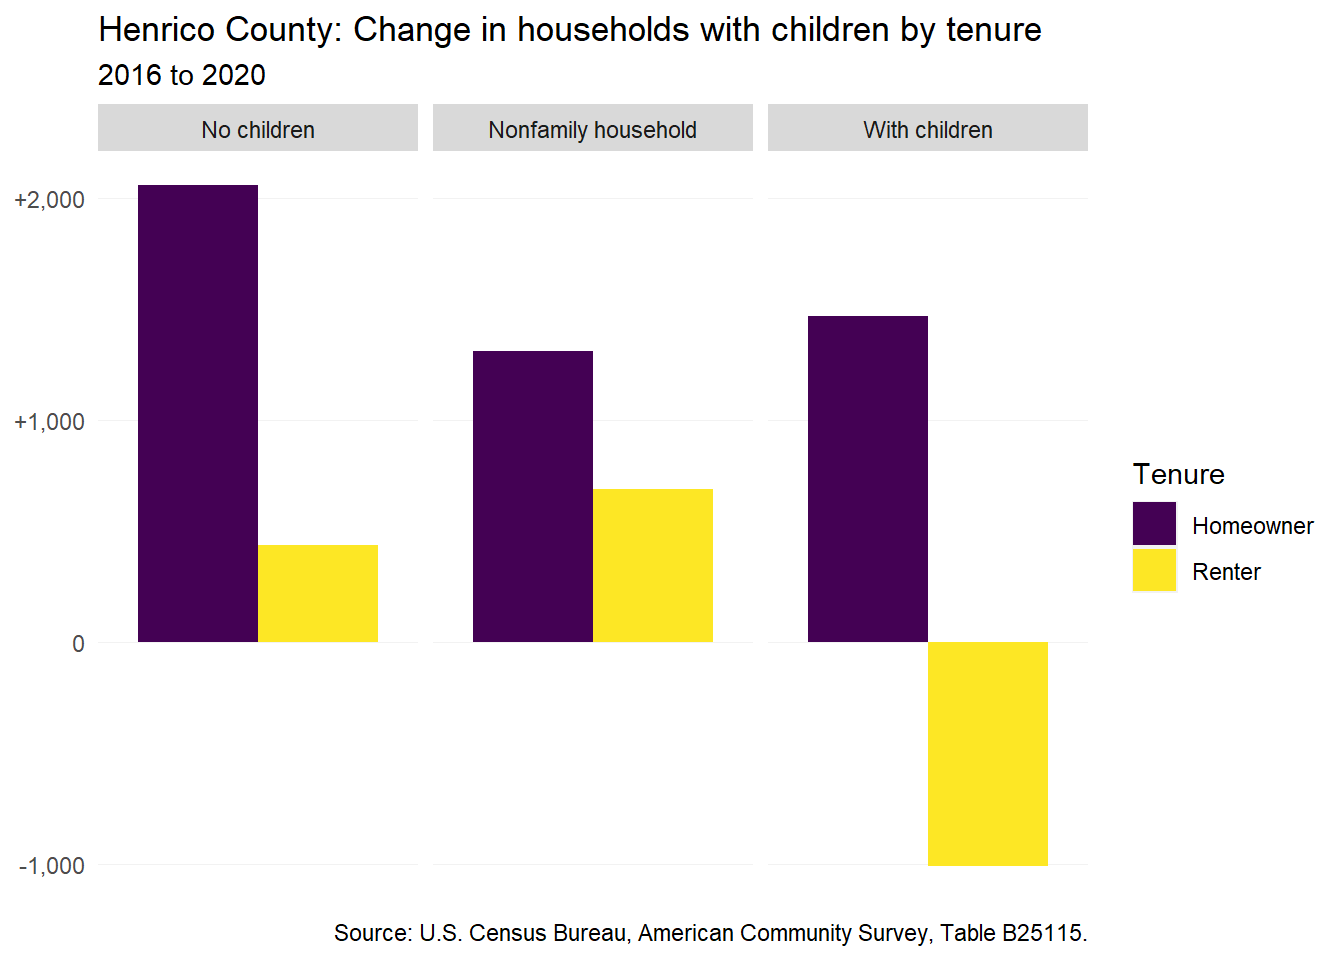 Henrico County: Change in households with children by tenure
2016 to 2020
No children
Nonfamily household
With children
+2,000
+1,000
0
-1,000
Tenure
Homeowner
Renter
Source: U.S. Census Bureau, American Community Survey, Table B25115.